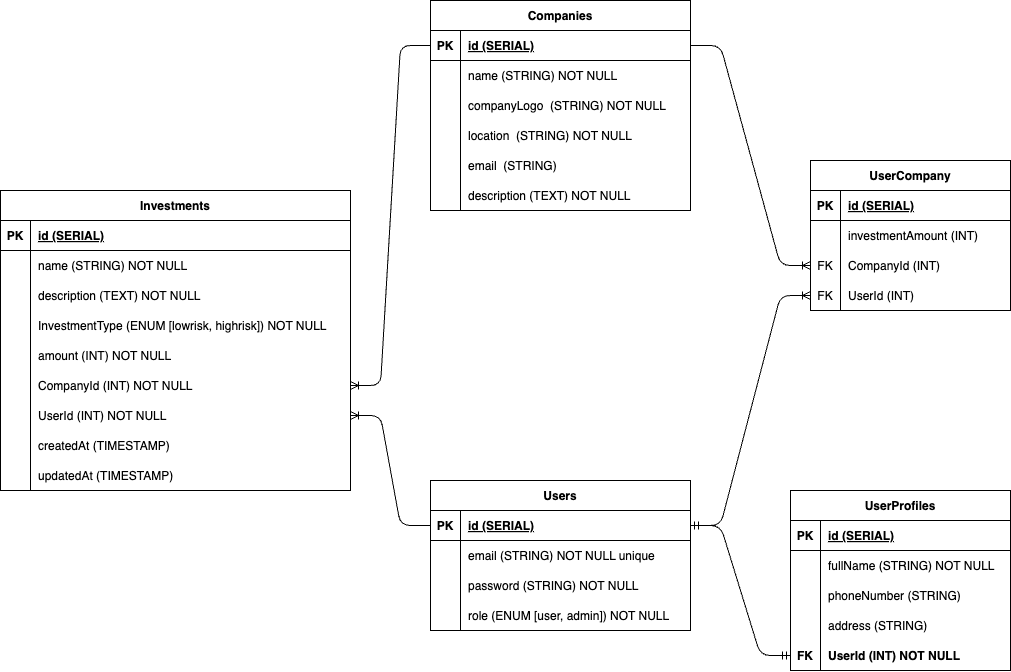 Companies
PK id (SERIAL)
name (STRING) NOT NULL
companyLogo (STRING) NOT NULL
location (STRING) NOT NULL
email (STRING)
description (TEXT) NOT NULL
Investments
PK id (SERIAL)
name (STRING) NOT NULL
description (TEXT) NOT NULL
InvestmentType (ENUM [lowrisk, highrisk]) NOT NULL
amount (INT) NOT NULL
CompanyId (INT) NOT NULL
UserId (INT) NOT NULL
createdAt (TIMESTAMP)
updatedAt (TIMESTAMP)
UserCompany
PK id (SERIAL)
investmentAmount (INT)
FK CompanyId (INT)
FK UserId (INT)
Users
PK id (SERIAL)
email (STRING) NOT NULL unique
password (STRING) NOT NULL
role (ENUM [user, admin]) NOT NULL
UserProfiles
PK id (SERIAL)
fullName (STRING) NOT NULL
phoneNumber (STRING)
address (STRING)
FK UserId (INT) NOT NULL